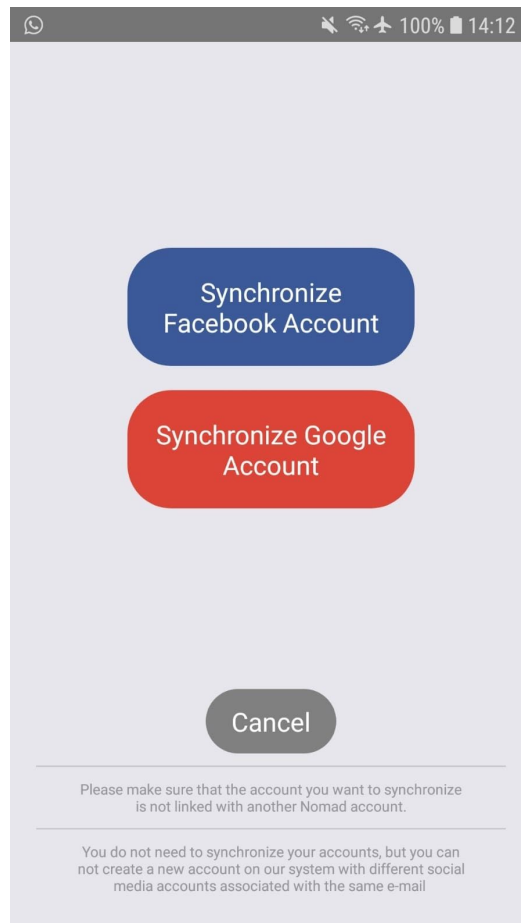 100% 14:12
Synchronize
Facebook Account
Synchronize Google
Account
Cancel
Please make sure that the account you want to synchronize
is not linked with another Nomad account.
You do not need to synchronize your accounts, but you can
not create a new account on our system with different social
media accounts associated with the same e-mail